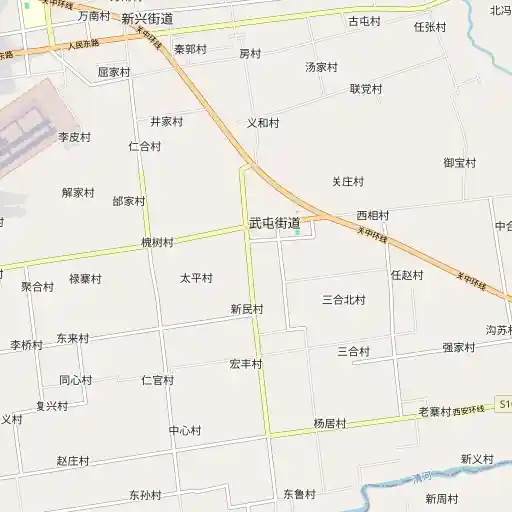 关中环线
万南村
新兴街道
古屯村
任张村
北冯
人民东路
东路
秦郭村
关中环线
房村
汤家村
屈家村
联党村
井家村
义和村
李皮村
仁合村
御宝村
关庄村
解家村
邰家村
村
武屯街道
西相村
中合
槐树村
关中环线
村
聚合村
禄寨村
太平村
任赵村
关中环线
三合北村
新民村
沟苏村
东来村
李桥村
强家村
三合村
宏丰村
同心村
仁官村
复兴村
义村
老寨村
西安环线
S1
杨居村
中心村
赵庄村
新义村
清河
东孙村
东鲁村
新周村